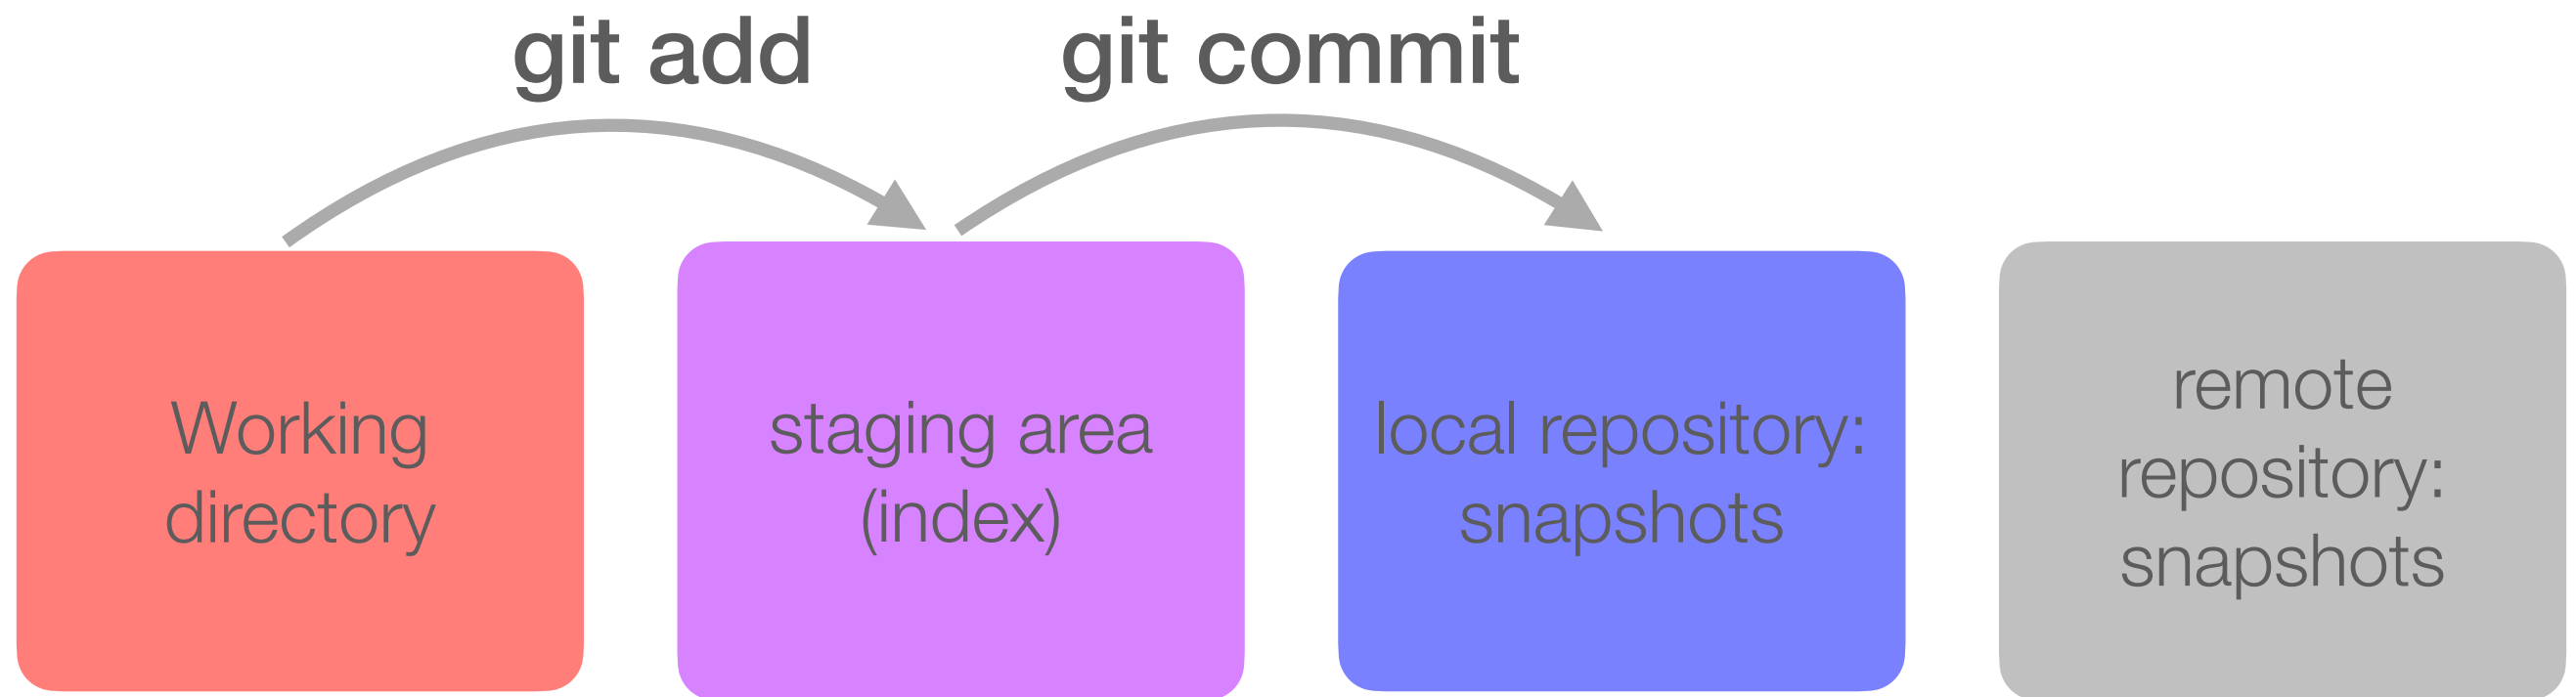 git add
git commit
Working
directory
staging area
(index)
local repository:
snapshots
remote
repository:
snapshots